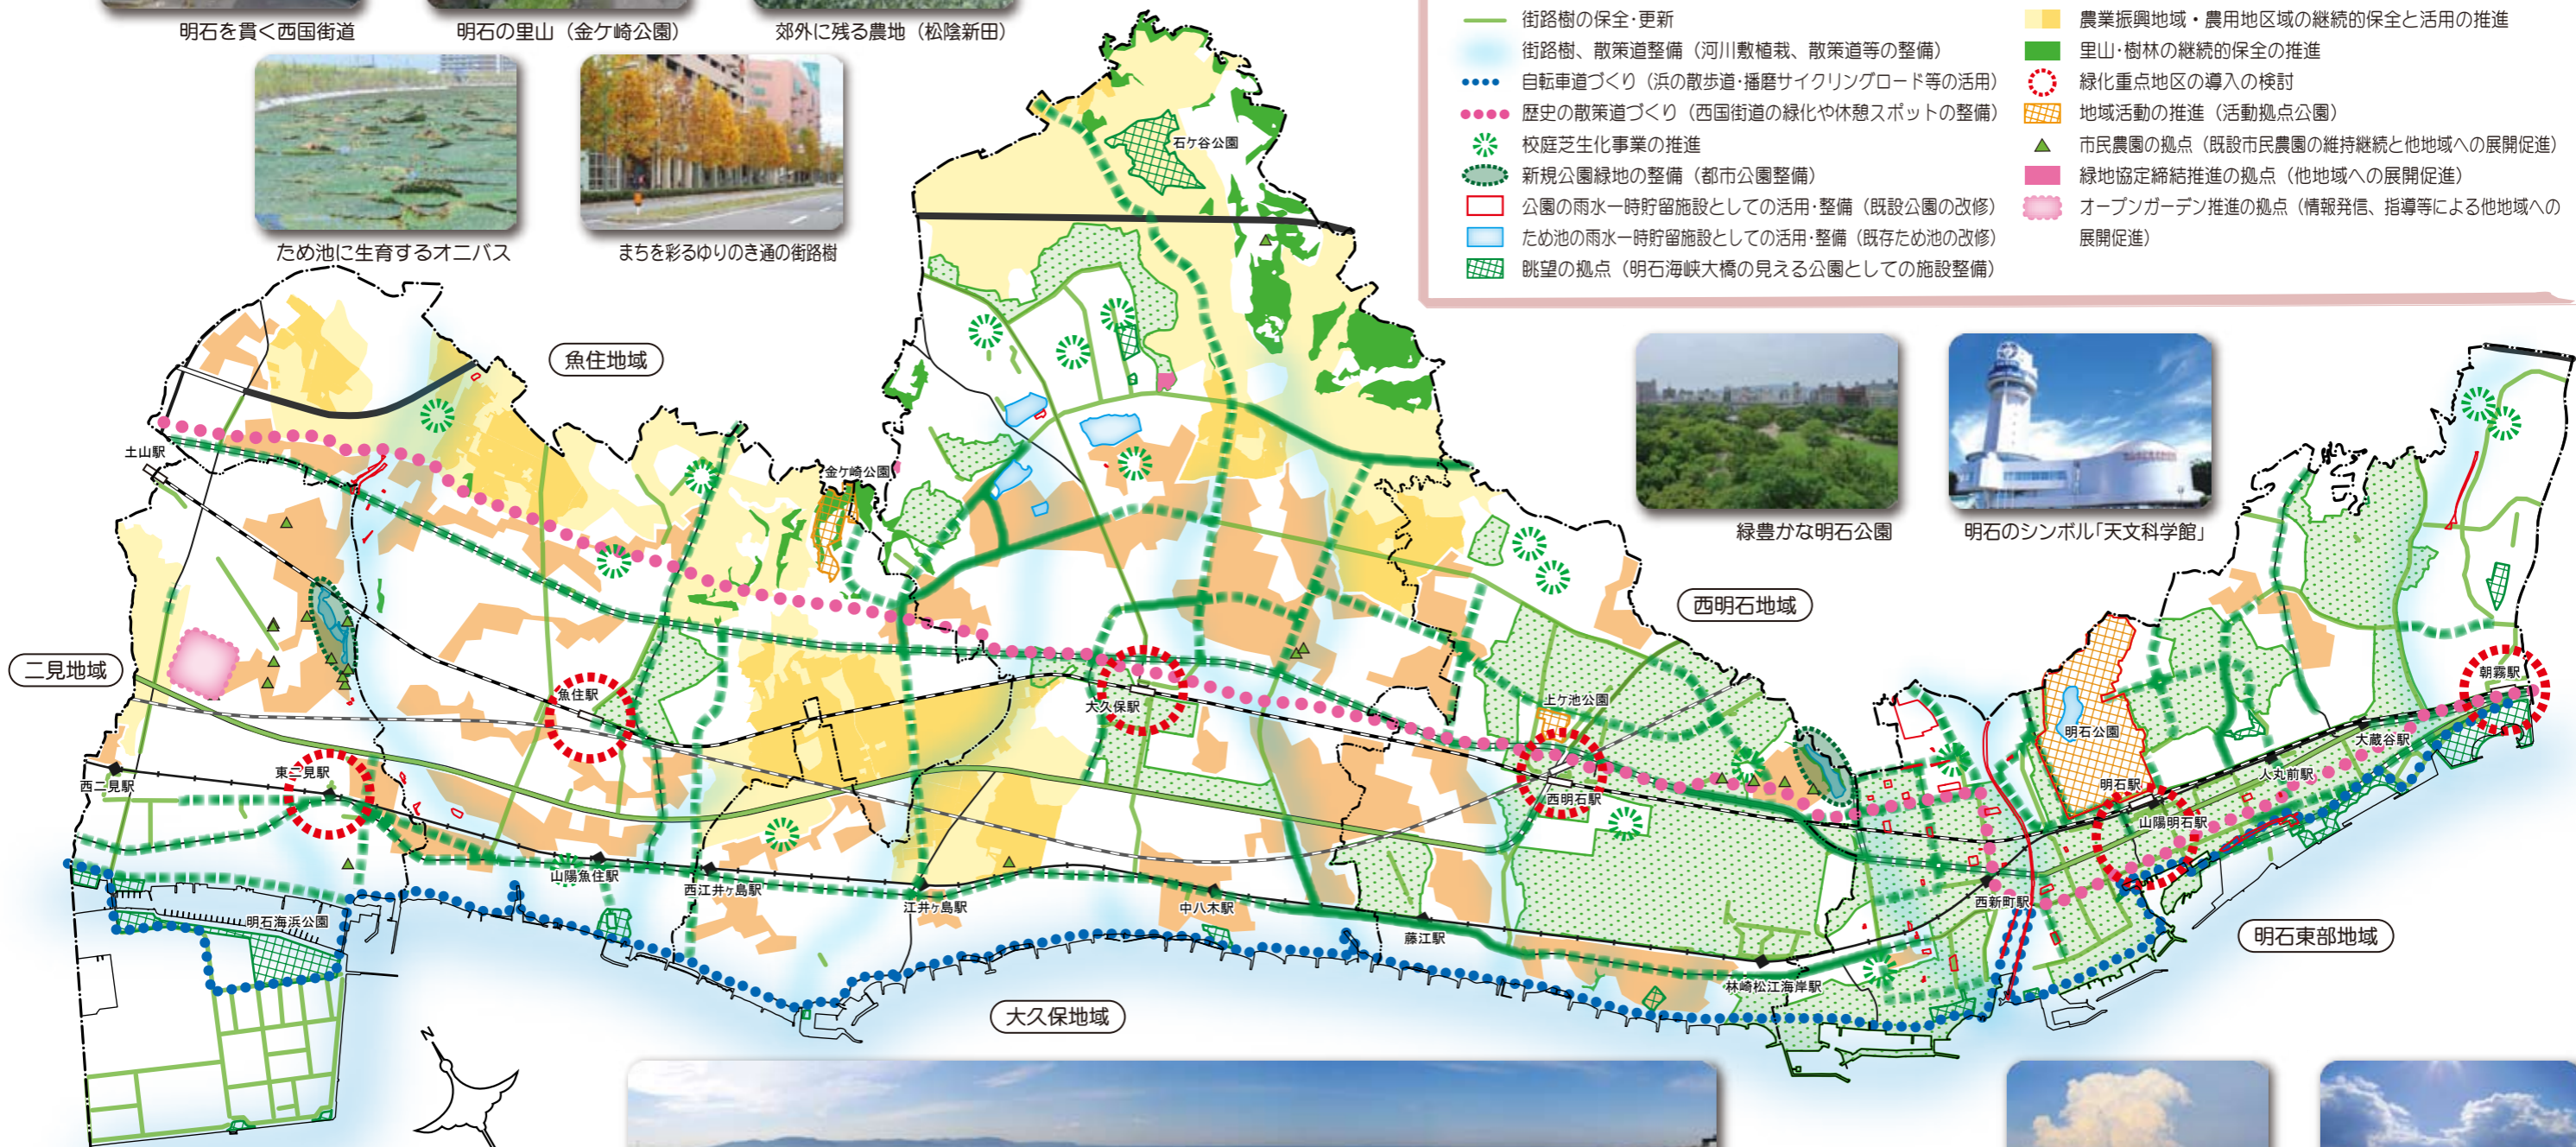 明石を貫く西国街道
明石の里山（金ケ崎公園）
郊外に残る農地（松陰新田）
ため池に生育するオニバス
まちを彩るゆりのき通の街路樹
街路樹の保全･更新
街路樹、散策道整備（河川敷植栽、散策道等の整備）
自転車道づくり（浜の散歩道･播磨サイクリングロード等の活用）
歴史の散策道づくり（西国街道の緑化や休憩スポットの整備）
校庭芝生化事業の推進
新規公園緑地の整備（都市公園整備）
公園の雨水一時貯留施設としての活用･整備（既設公園の改修）
ため池の雨水一時貯留施設としての活用･整備（既存ため池の改修）
眺望の拠点（明石海峡大橋の見える公園としての施設整備）
農業振興地域・農用地区域の継続的保全と活用の推進
里山･樹林の継続的保全の推進
緑化重点地区の導入の検討
地域活動の推進（活動拠点公園）
市民農園の拠点（既設市民農園の維持継続と他地域への展開促進）
緑地協定締結推進の拠点（他地域への展開促進）
オープンガーデン推進の拠点（情報発信、指導等による他地域への
展開促進）
石ケ谷公園
魚住地域
緑豊かな明石公園
明石のシンボル｢天文科学館｣
土山駅
金ケ崎公園
西明石地域
二見地域
魚住駅
大久保駅
上ケ池公園
朝霧駅
明石公園
大蔵谷駅
西二見駅
東二見駅
西明石駅
明石駅
人丸前駅
山陽明石駅
山陽魚住駅
西江井ヶ島駅
江井ヶ島駅
中八木駅
西新町駅
明石海浜公園
藤江駅
明石東部地域
林崎松江海岸駅
大久保地域
N